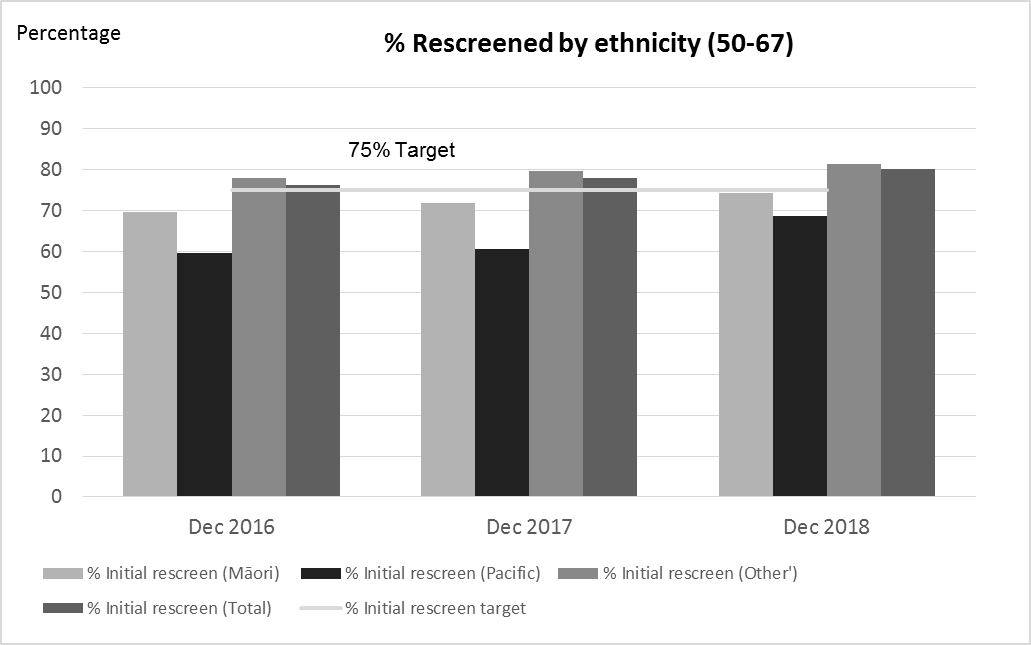 Percentage
% Rescreened by ethnicity (50-67)
100
90
80
70
60
50
40
30
20
10
0
75% Target
Dec 2016
Dec 2017
Dec 2018
% Initial rescreen (Māori)
% Initial rescreen (Pacific)
% Initial rescreen (Other')
% Initial rescreen (Total)
% Initial rescreen target